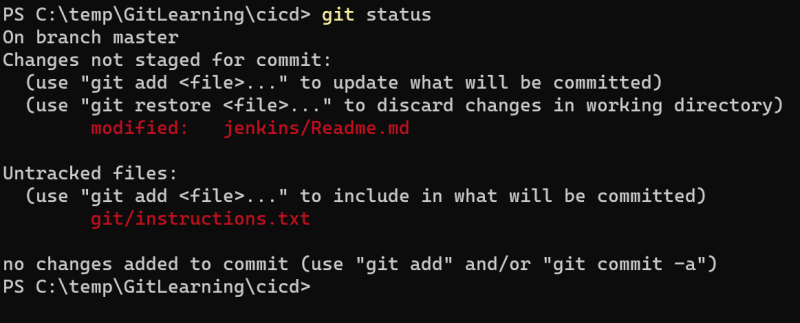 PS C:\temp\GitLearning\cicd> git status
On branch master
Changes not staged for commit:
  (use "git add <file>..." to update what will be committed)
  (use "git restore <file>..." to discard changes in working directory)
        modified:   jenkins/Readme.md

Untracked files:
  (use "git add <file>..." to include in what will be committed)
        git/instructions.txt

no changes added to commit (use "git add" and/or "git commit -a")
PS C:\temp\GitLearning\cicd>